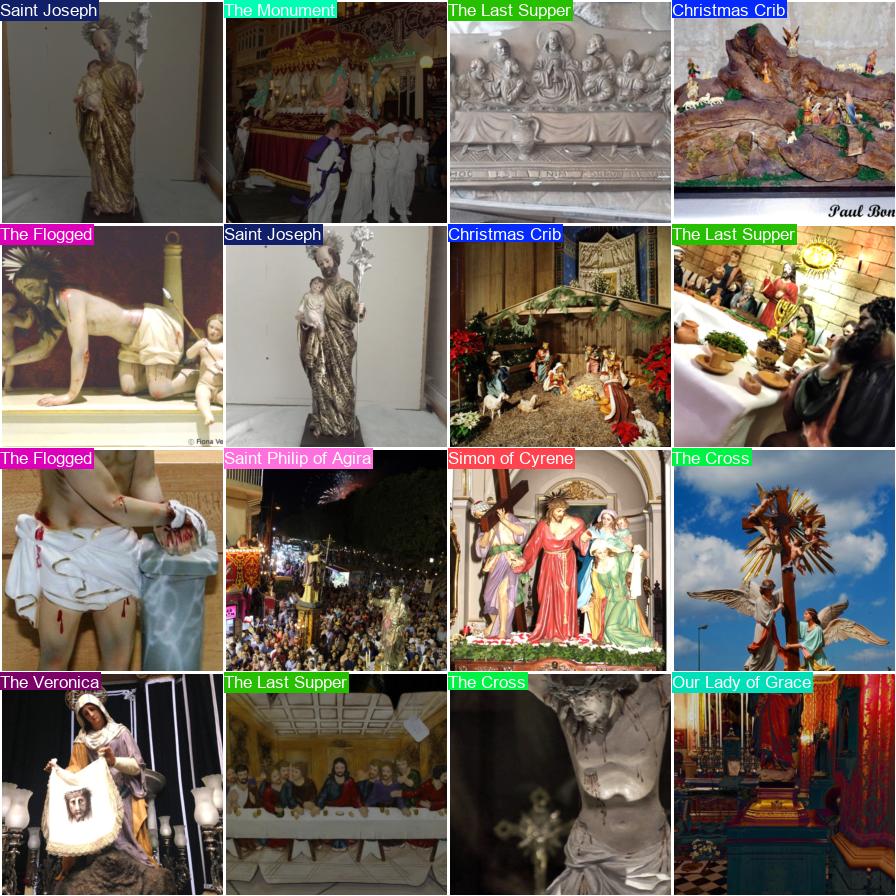 Saint Joseph
The Monument
The Last Supper
Christmas Crib
Paul Bon
The Flogged
Saint Joseph
Christmas Crib
The Last Supper
© Fiona Ve
The Flogged
Saint Philip of Agira
Simon of Cyrene
The Cross
The Veronica
The Last Supper
The Cross
Our Lady of Grace